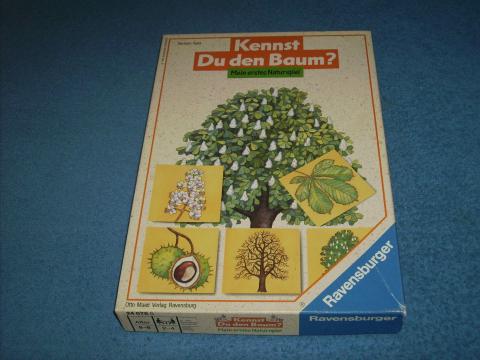 Kennst
Du den Baum?
Mein erstes Naturspiel
Ravensburger
Otto Maier Verlag Ravensburg
Kennst
Du den Baum?
Ravensburger